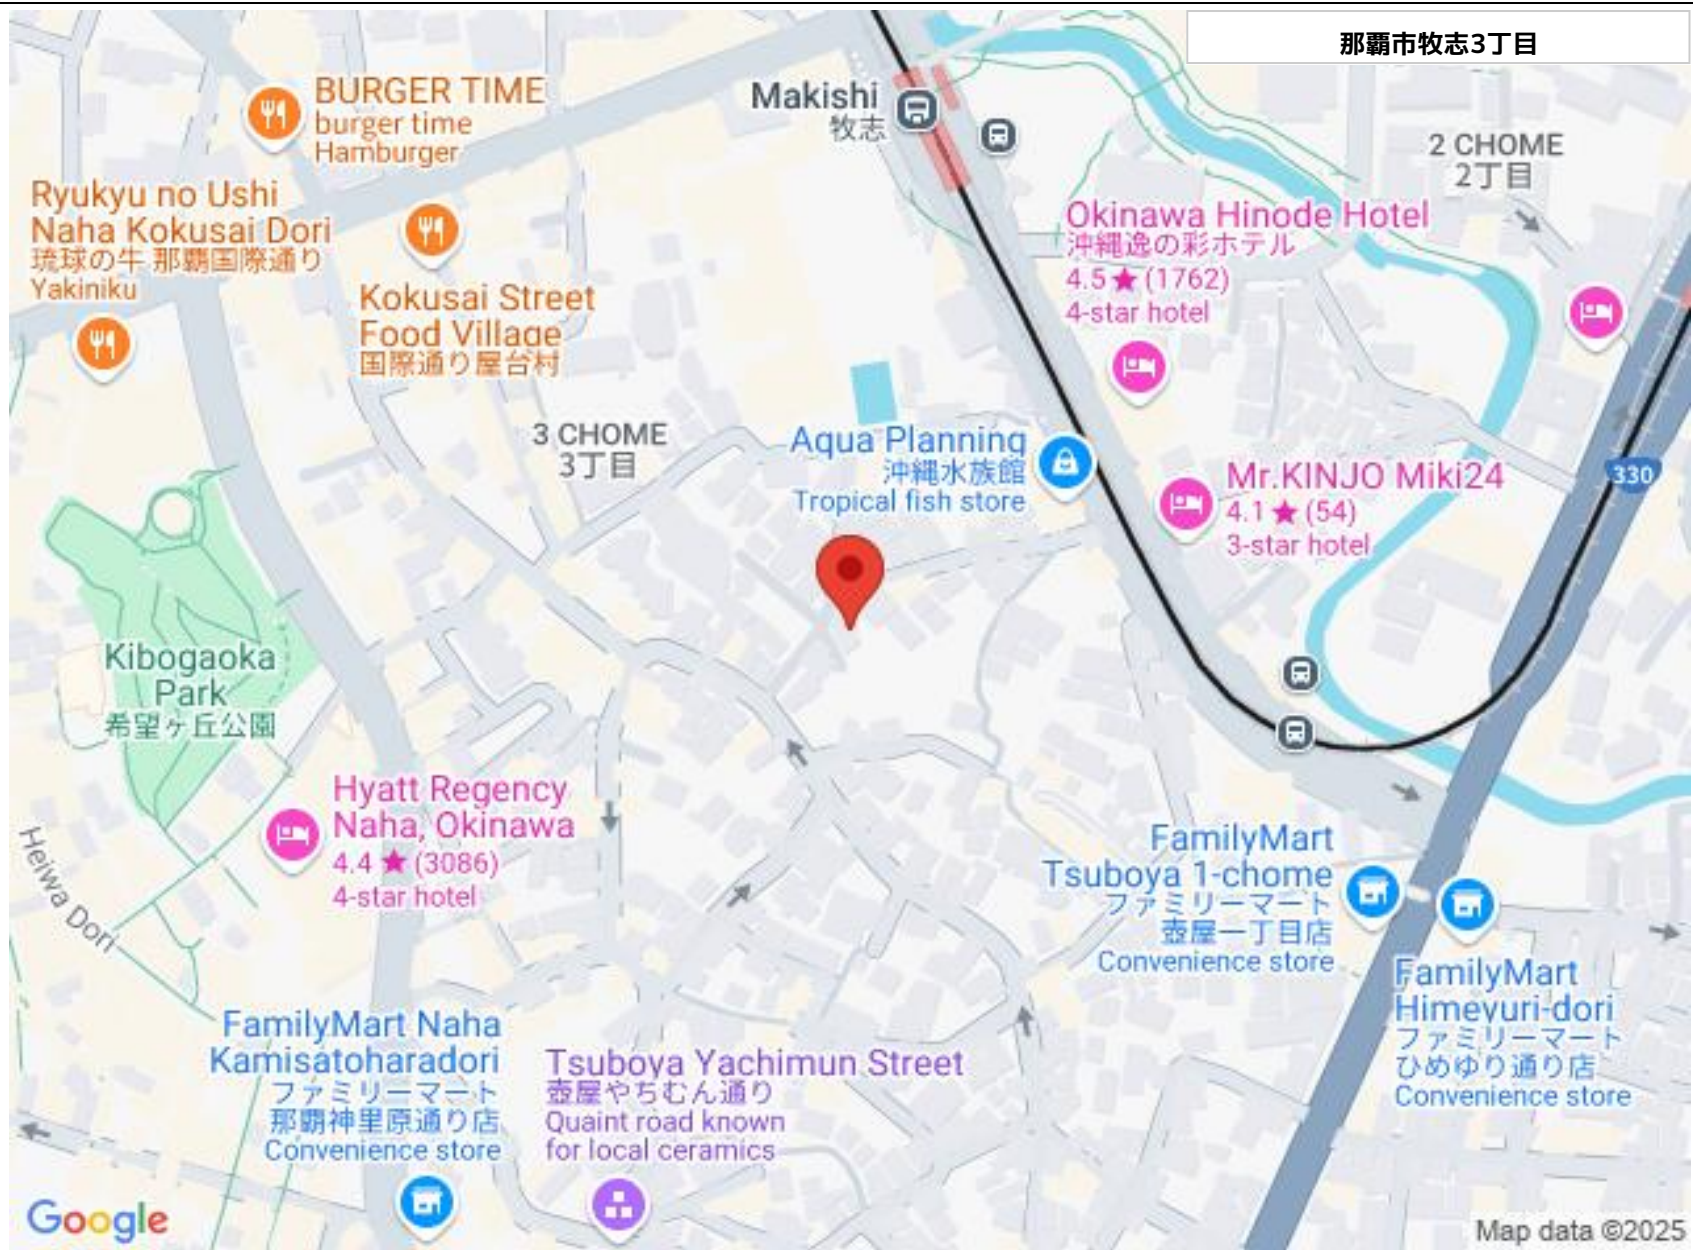 那覇市牧志3丁目
BURGER TIME
burger time
Hamburger
Makishi
牧志
2 CHOME
2丁目
Ryukyu no Ushi
Naha Kokusai Dori
琉球の牛 那覇国際通り
Yakiniku
Okinawa Hinode Hotel
沖縄逸の彩ホテル
4.5★(1762)
4-star hotel
Kokusai Street
Food Village
国際通り屋台村
3 CHOME
3丁目
Aqua Planning
沖縄水族館
Tropical fish store
Mr.KINJO Miki24
4.1★(54)
3-star hotel
330
Kibogaoka
Park
希望ヶ丘公園
Hyatt Regency
Naha, Okinawa
4.4★(3086)
4-star hotel
Heiwa Dori
FamilyMart
Tsuboya 1-chome
ファミリーマート
壺屋一丁目店
Convenience store
FamilyMart
Himeyuri-dori
ファミリーマート
ひめゆり通り店
Convenience store
FamilyMart Naha
Kamisatoharadori
ファミリーマート
那覇神里原通り店
Convenience store
Tsuboya Yachimun Street
壺屋やちむん通り
Quaint road known
for local ceramics
Google
Map data ©2025